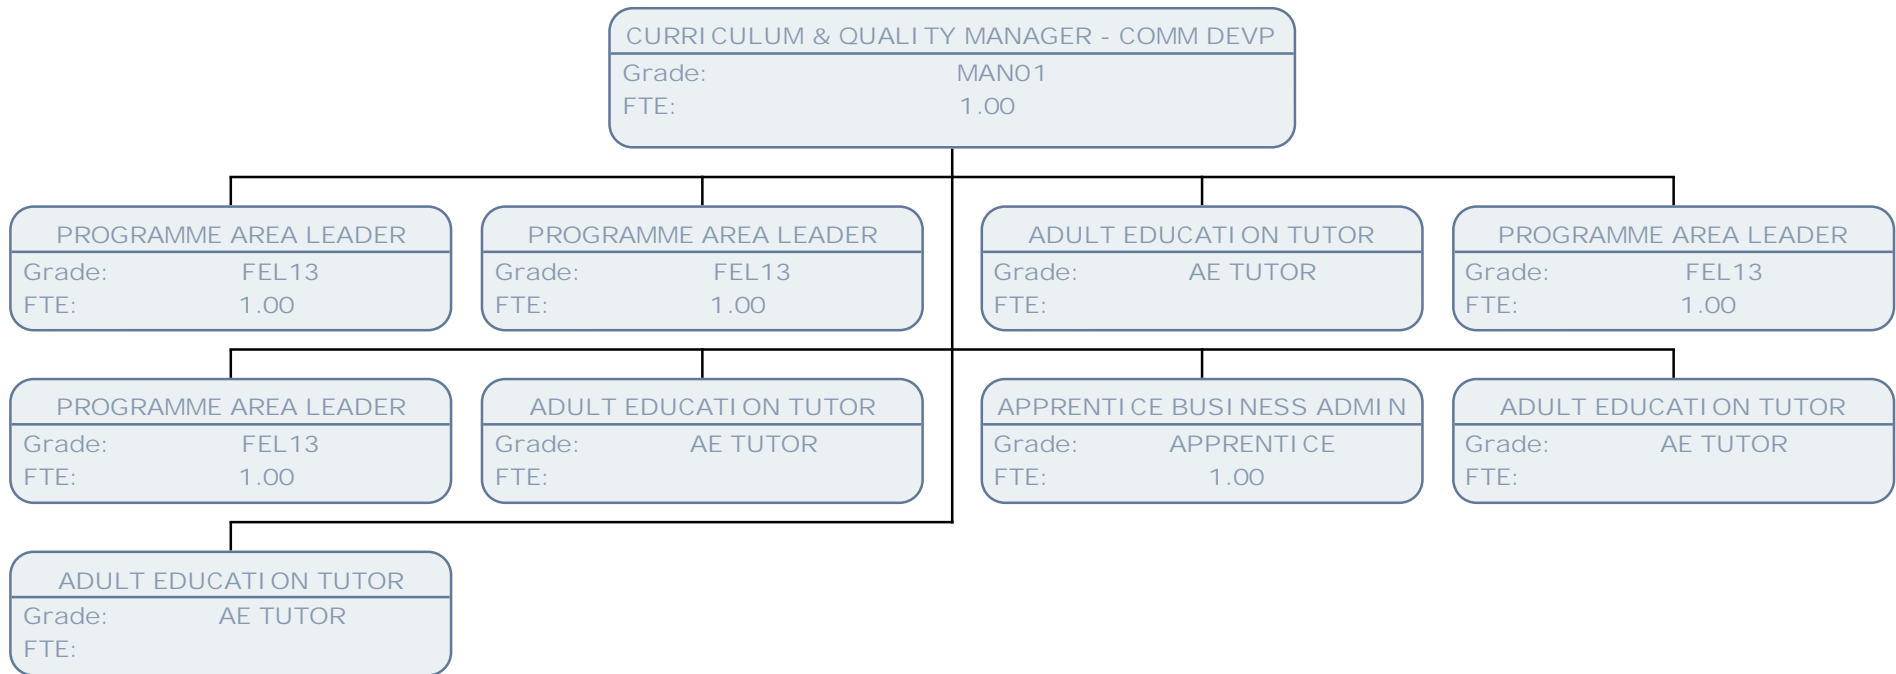 CURRICULUM & QUALITY MANAGER - COMM DEVP
Grade: MAN01
FTE: 1.00
PROGRAMME AREA LEADER
Grade: FEL13
FTE: 1.00
PROGRAMME AREA LEADER
Grade: FEL13
FTE: 1.00
ADULT EDUCATION TUTOR
Grade: AE TUTOR
FTE:
PROGRAMME AREA LEADER
Grade: FEL13
FTE: 1.00
PROGRAMME AREA LEADER
Grade: FEL13
FTE: 1.00
ADULT EDUCATION TUTOR
Grade: AE TUTOR
FTE:
APPRENTICE BUSINESS ADMIN
Grade: APPRENTICE
FTE: 1.00
ADULT EDUCATION TUTOR
Grade: AE TUTOR
FTE:
ADULT EDUCATION TUTOR
Grade: AE TUTOR
FTE: